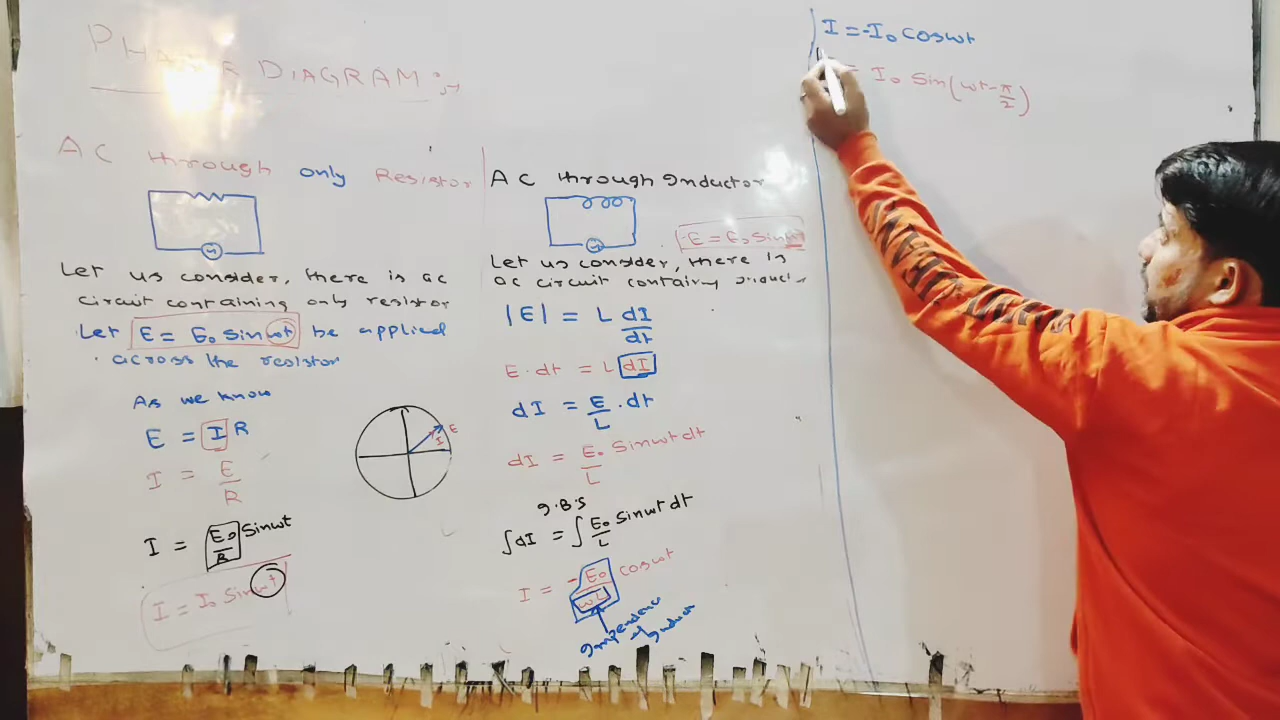 PHASOR DIAGRAM :-
AC through only Resistor
Let us consider, there is ac
circuit containing only resistor
Let E = E₀ sinωt be applied
across the resistor
As we know
E = IR
I = E/R
I = E₀/R sinωt
I = I₀ sinωt
E
I
AC through Inductor
E = E₀ sinωt
Let us consider, there is
ac circuit containing
|E| = L dI/dt
E·dt = L dI
dI = E/L · dt
dI = E₀/L sinωt dt
I.B.S
∫dI = ∫ E₀/L sinωt dt
I = - E₀/ωL cosωt
of
I = -I₀ cosωt
= I₀ sin(ωt - π/2)